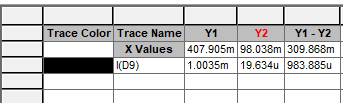 Trace Color Trace Name Y1 Y2 Y1 - Y2
X Values 407.905m 98.038m 309.868m
I(D9) 1.0035m 19.634u 983.885u